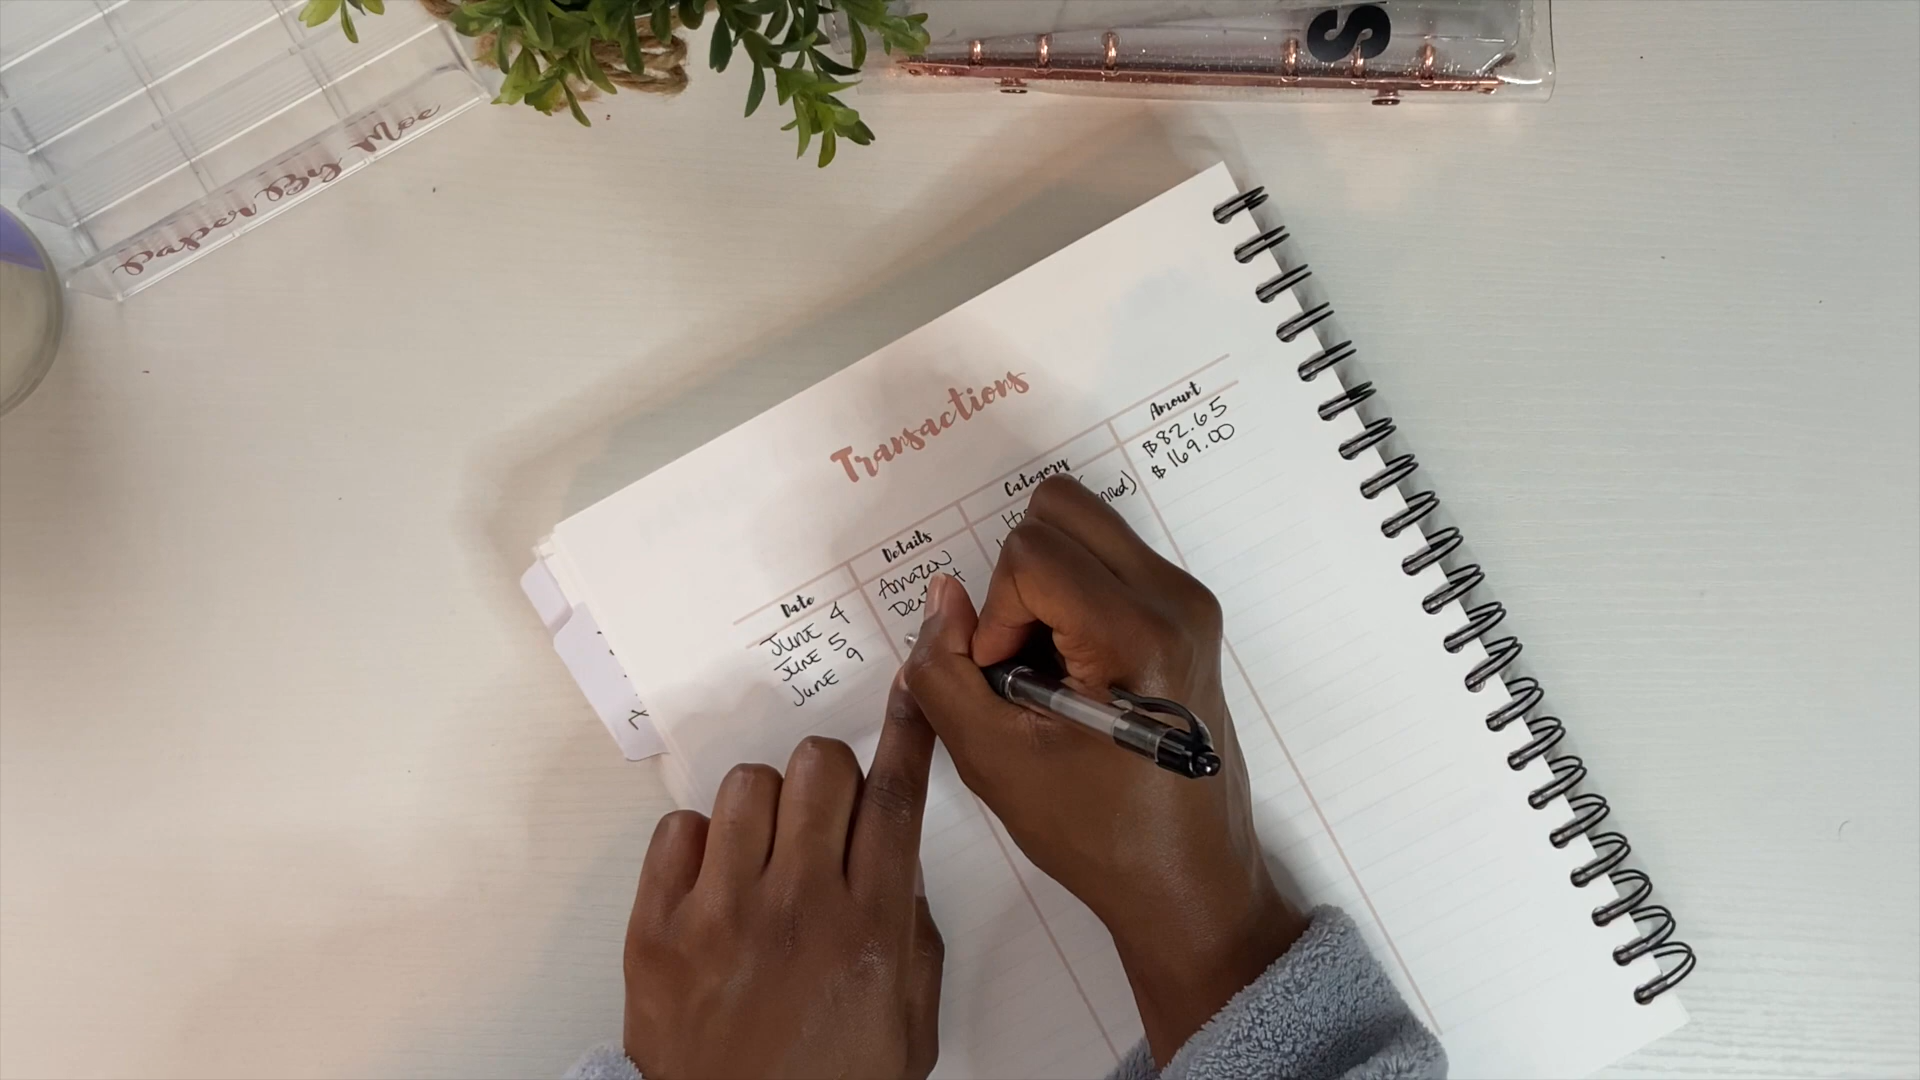 Paper By Moe
S
Transactions
Date Details Category Amount
June 4 Amazon $82.65
June 5 $169.00
June 9